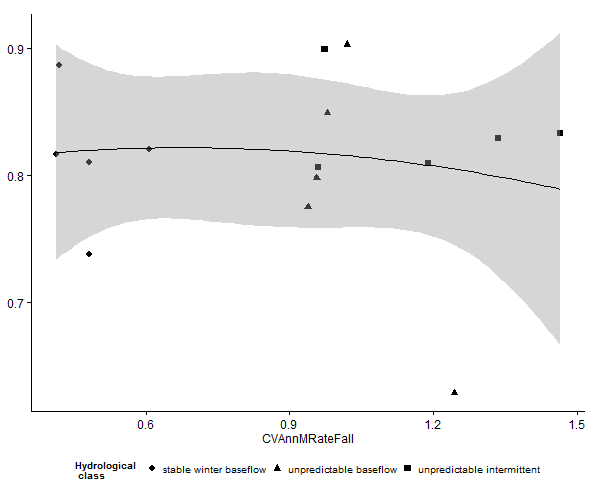 0.9
0.8
0.7
0.6 0.9 1.2 1.5
CVAnnMRateFall
Hydrological
class
stable winter baseflow unpredictable baseflow unpredictable intermittent